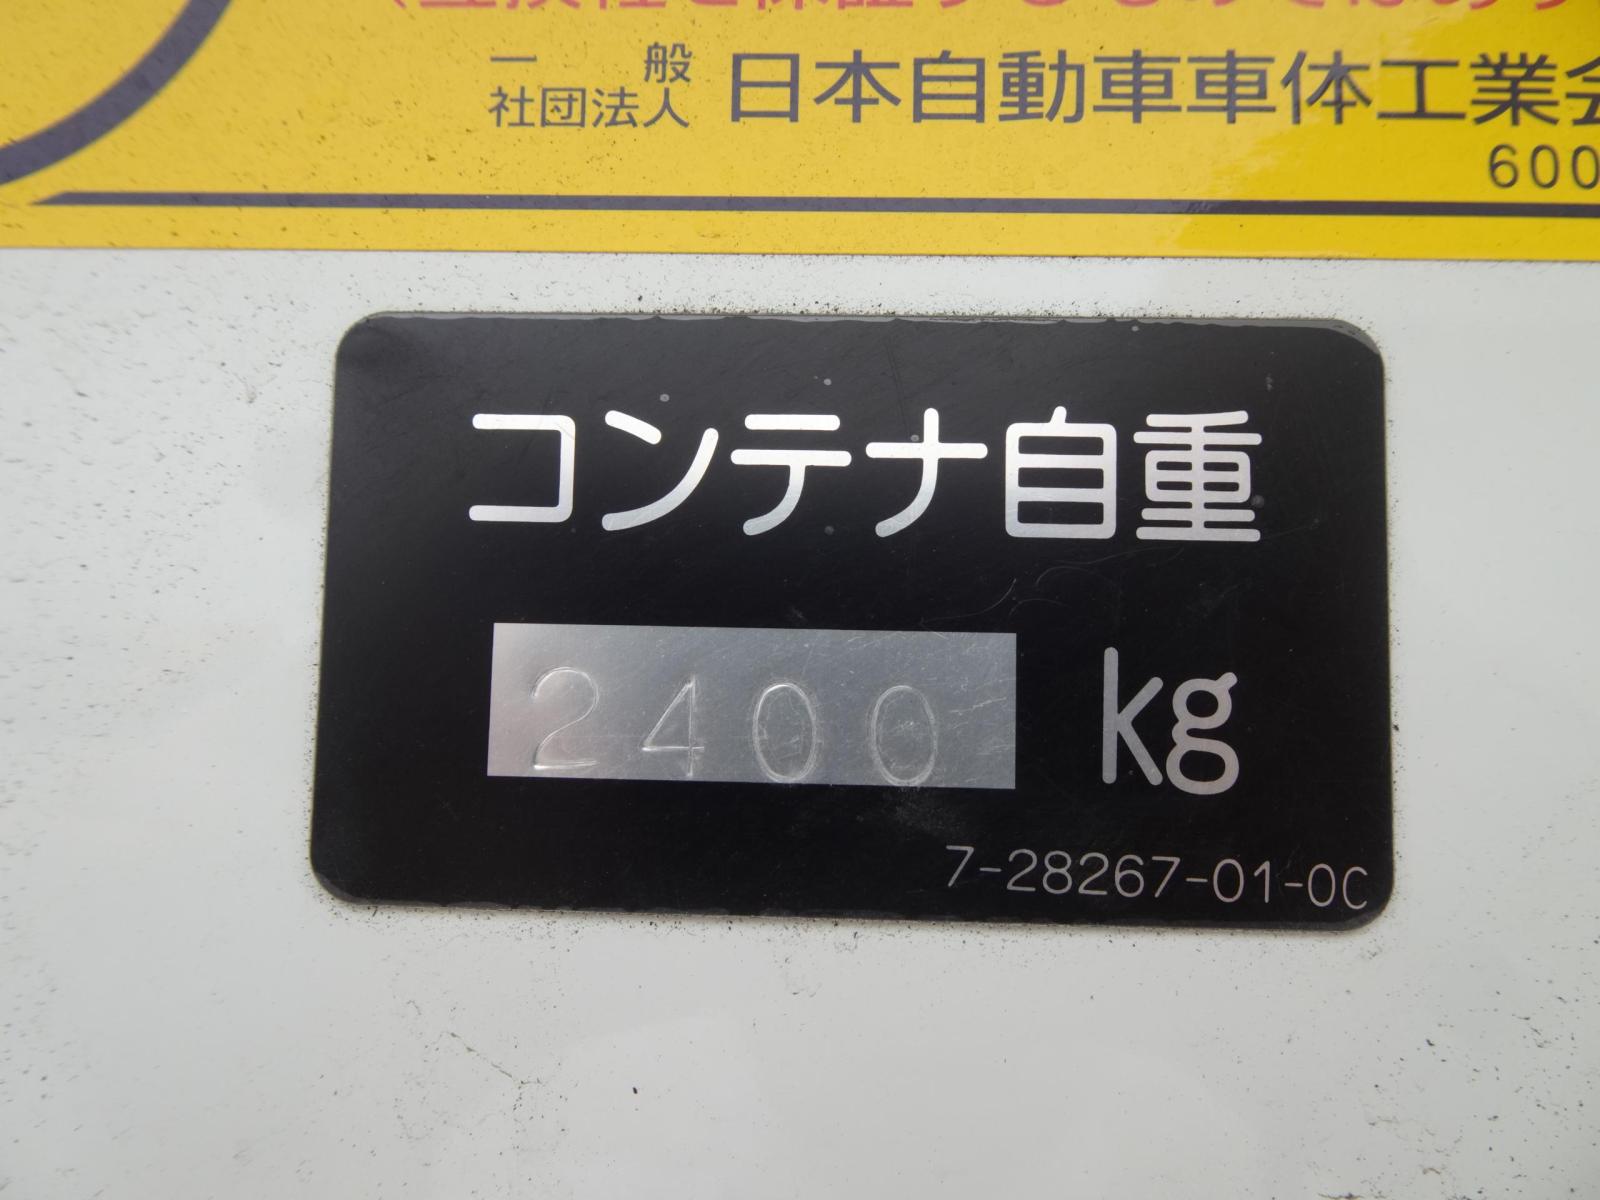 一般
社団法人 日本自動車車体工業会
600
コンテナ自重
2400 kg
7-28267-01-0C